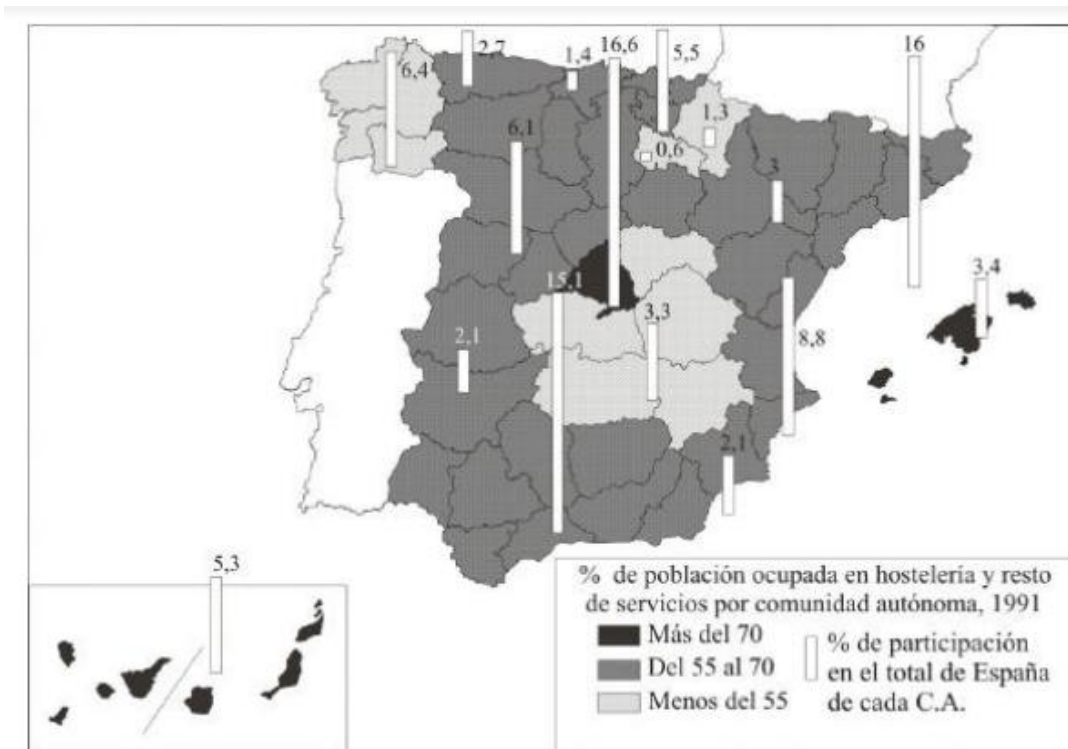 2,7
1,4
16,6
5,5
16
6,4
1,3
6,1
0,6
3
15,1
3,3
3,4
2,1
8,8
2,1
5,3
% de población ocupada en hostelería y resto
de servicios por comunidad autónoma, 1991
Más del 70
Del 55 al 70
Menos del 55
% de participación
en el total de España
de cada C.A.